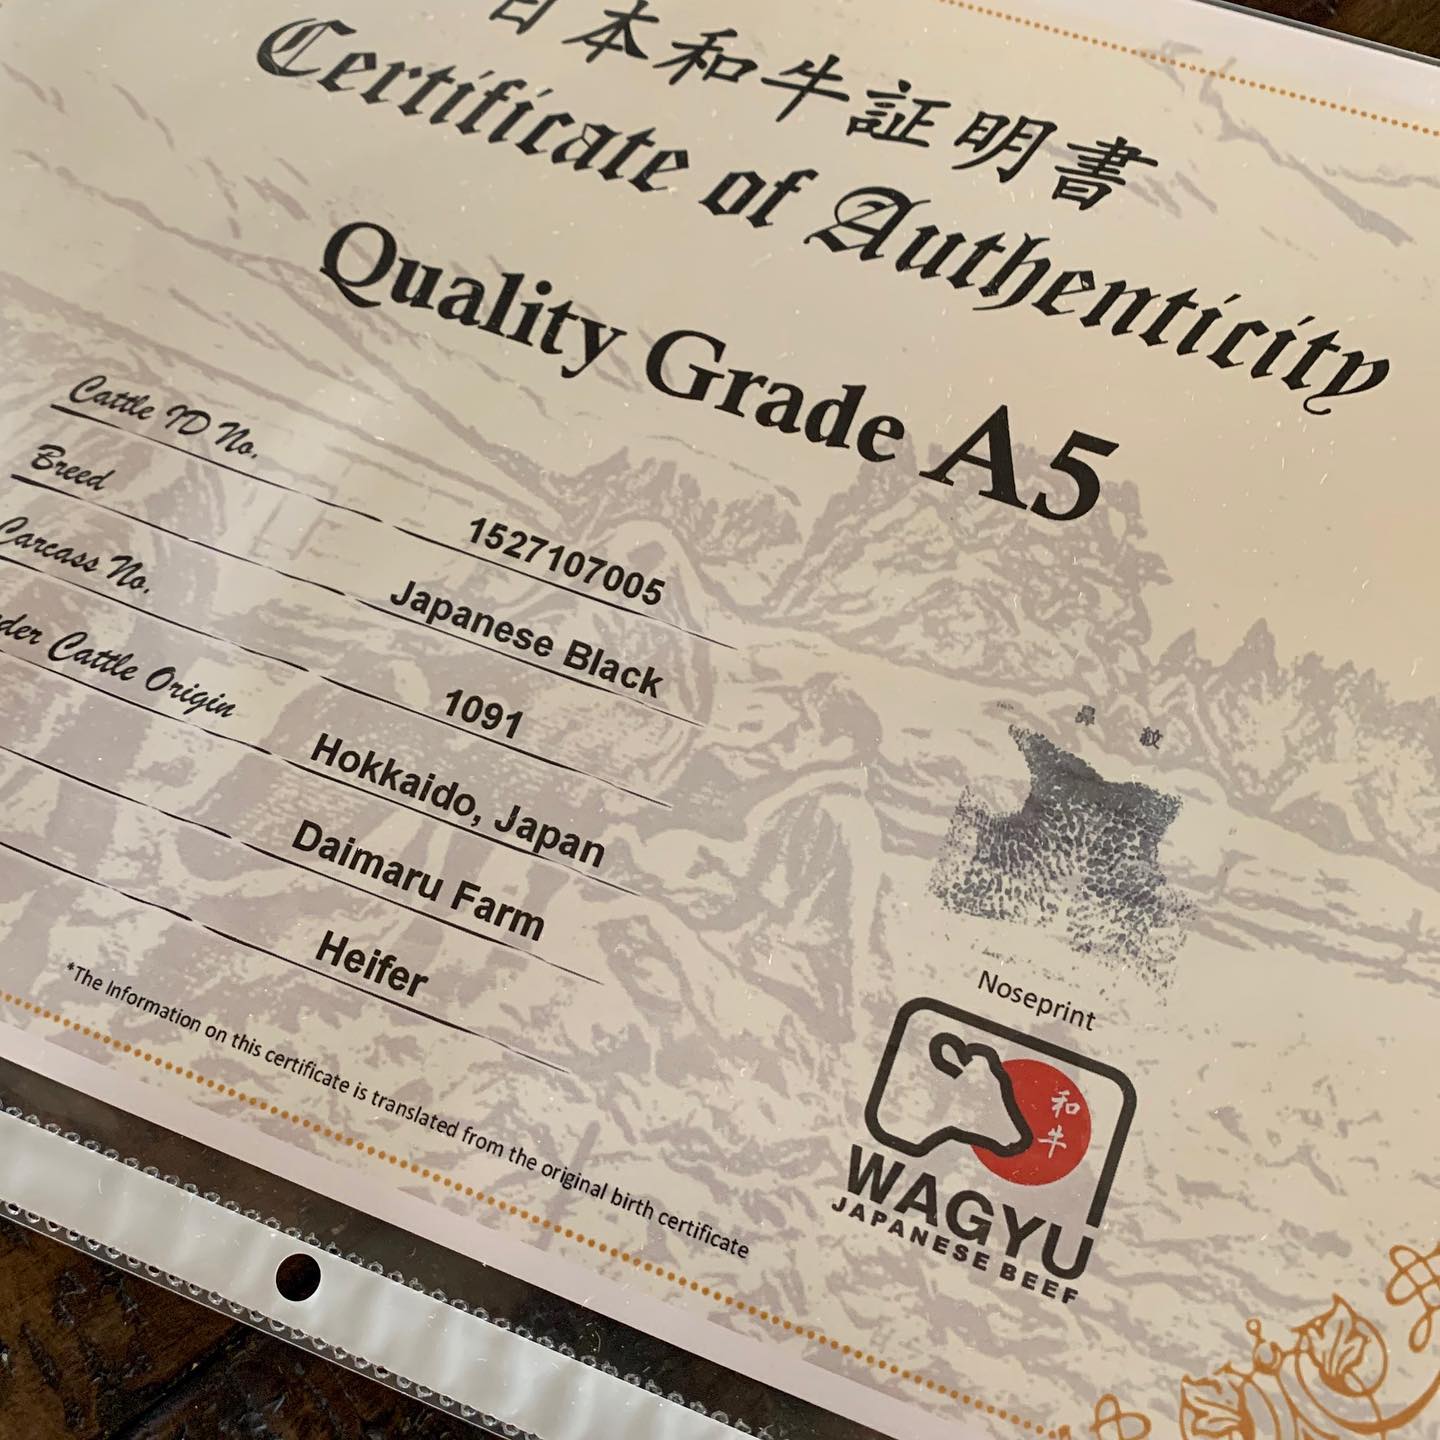 日本和牛証明書
Certificate of Authenticity
Quality Grade A5
Cattle ID No. 1527107005
Breed Japanese Black
Carcass No. 1091
Cattle Origin Hokkaido, Japan
Daimaru Farm
Heifer
*The Information on this certificate is translated from the original birth certificate
鼻 紋
Noseprint
和牛
WAGYU
JAPANESE BEEF